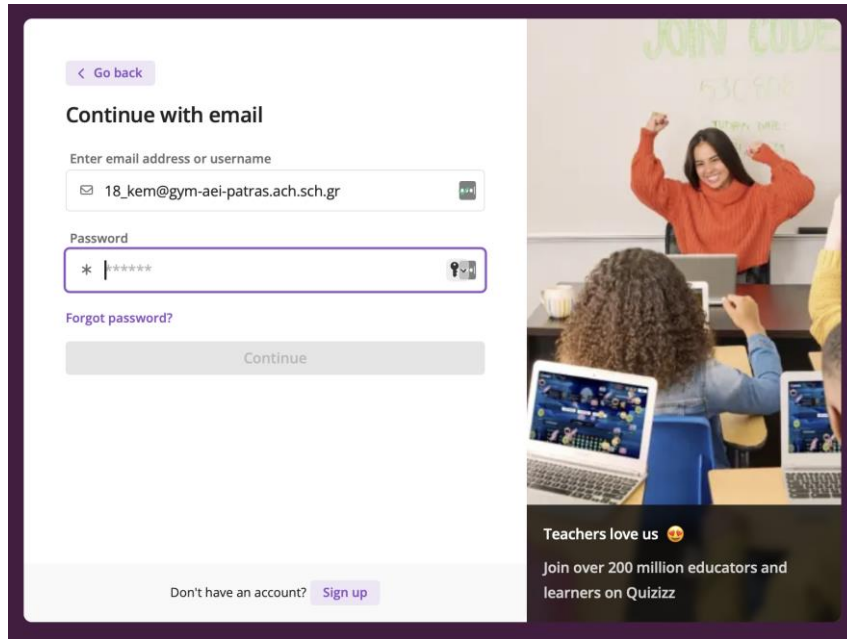 Go back
Continue with email
Enter email address or username
18_kem@gym-aei-patras.ach.sch.gr
Password
******
Forgot password?
Continue
Don't have an account? Sign up
JOIN CODE
Teachers love us 😍
Join over 200 million educators and
learners on Quizizz